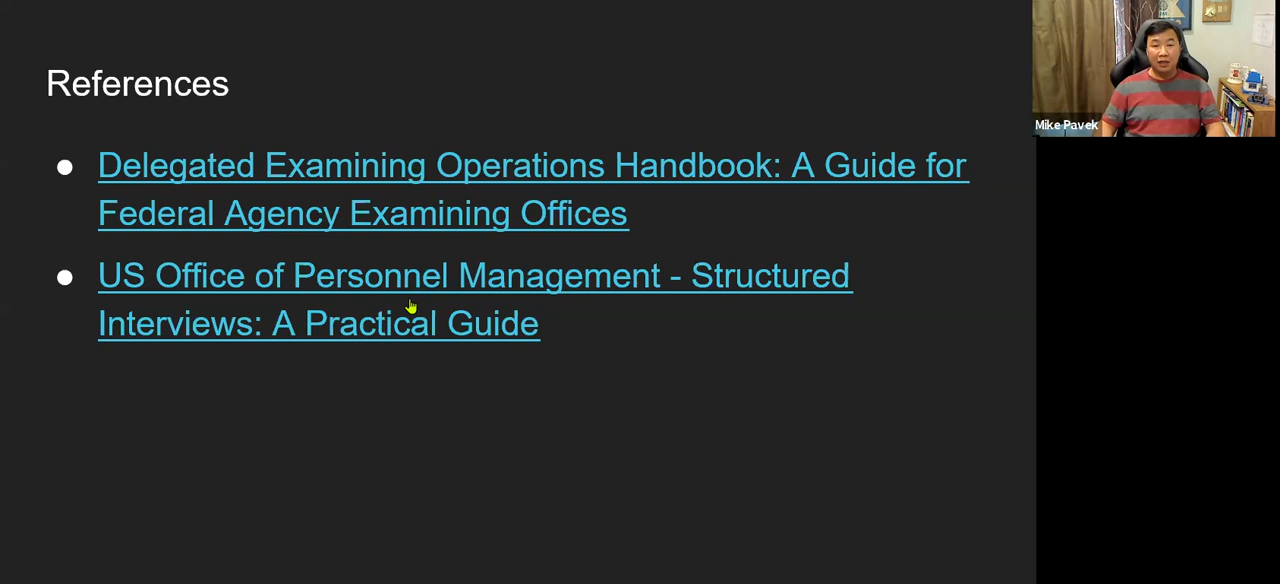 References
Delegated Examining Operations Handbook: A Guide for
Federal Agency Examining Offices
US Office of Personnel Management - Structured
Interviews: A Practical Guide
Mike Pavek